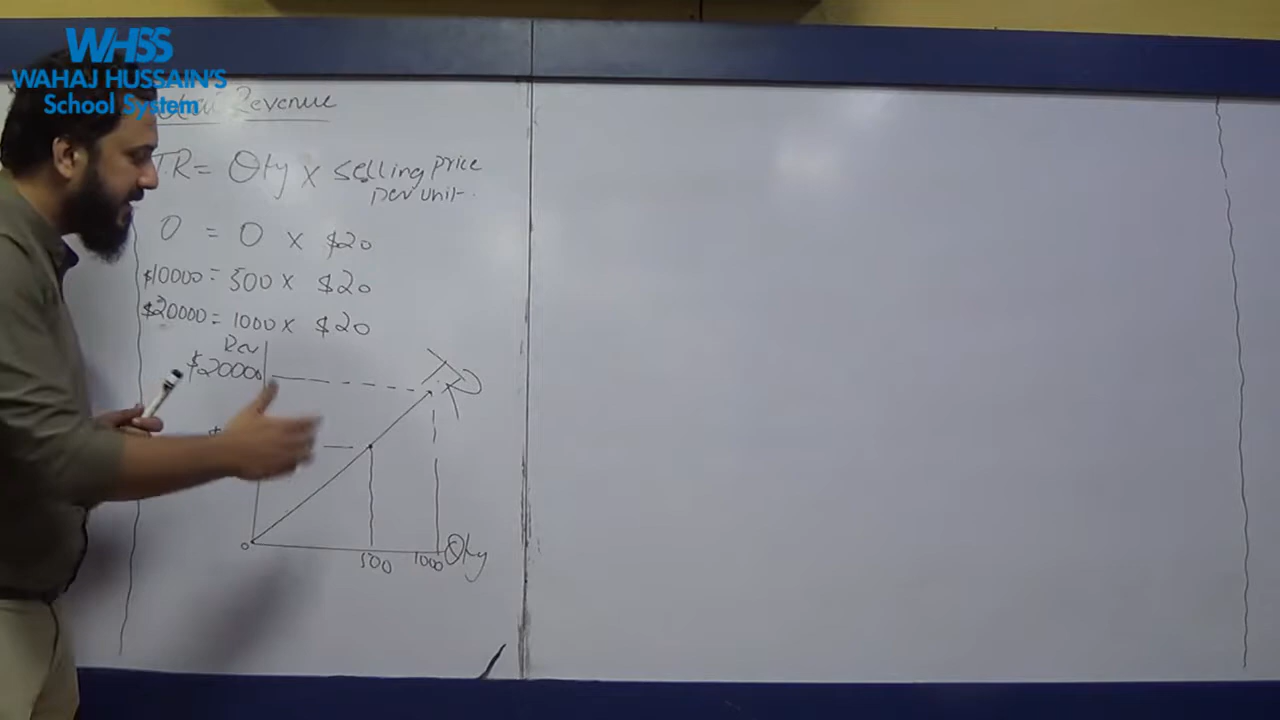 WHSS
WAHAJ HUSSAIN'S
School System
Revenue
TR = Qty x selling price
per unit.
0 = 0 x $20
$10000 = 500 x $20
$20000 = 1000 x $20
Rev
$20000
TR
0
500
1000
Qty